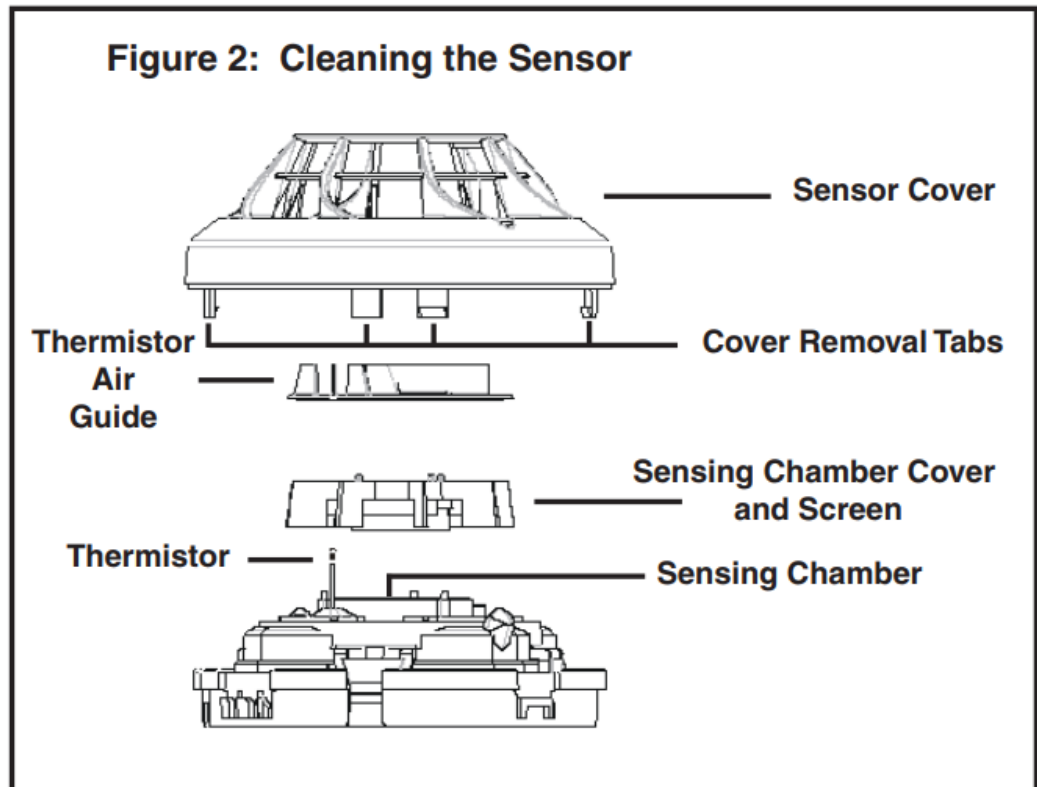 Figure 2: Cleaning the Sensor
Sensor Cover
Thermistor
Air
Guide
Cover Removal Tabs
Sensing Chamber Cover
and Screen
Thermistor
Sensing Chamber